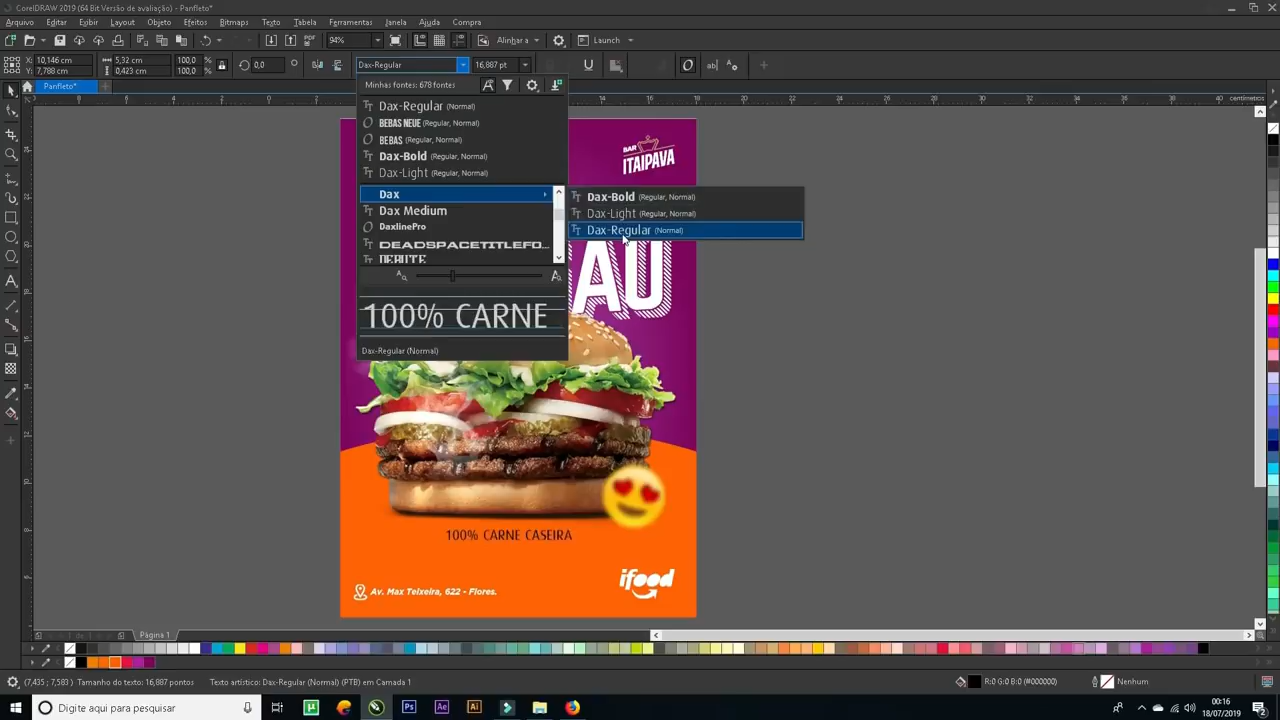 CorelDRAW 2019 (64 Bit Versão de avaliação) - Panfleto*
Arquivo Editar Exibir Layout Objeto Efeitos Bitmaps Texto Tabela Ferramentas Janela Ajuda Compra
94% Alinhar a Launch
X: 10,146 cm 5,32 cm 100,0 % 0,0 ° Dax-Regular 16,887 pt
Y: 7,788 cm 0,423 cm 100,0 %
Panfleto*
Minhas fontes: 678 fontes
centímetros
Dax-Regular (Normal)
BEBAS NEUE (Regular, Normal)
BEBAS (Regular, Normal)
Dax-Bold (Regular, Normal)
Dax-Light (Regular, Normal)
Dax
Dax Medium
DaxlinePro
DEADSPACETITLEFO...
DEBUTE
Dax-Bold (Regular, Normal)
Dax-Light (Regular, Normal)
Dax-Regular (Normal)
100% CARNE
Dax-Regular (Normal)
BAR
ITAIPAVA
AU
100% CARNE CASEIRA
Av. Max Teixeira, 622 - Flores.
ifood
Página 1
(7,435 ; 7,583 ) Tamanho do texto: 16,887 pontos Texto artístico: Dax-Regular (Normal) (PTB) em Camada 1 R:0 G:0 B:0 (#000000) Nenhum
Digite aqui para pesquisar
00:16
18/07/2019